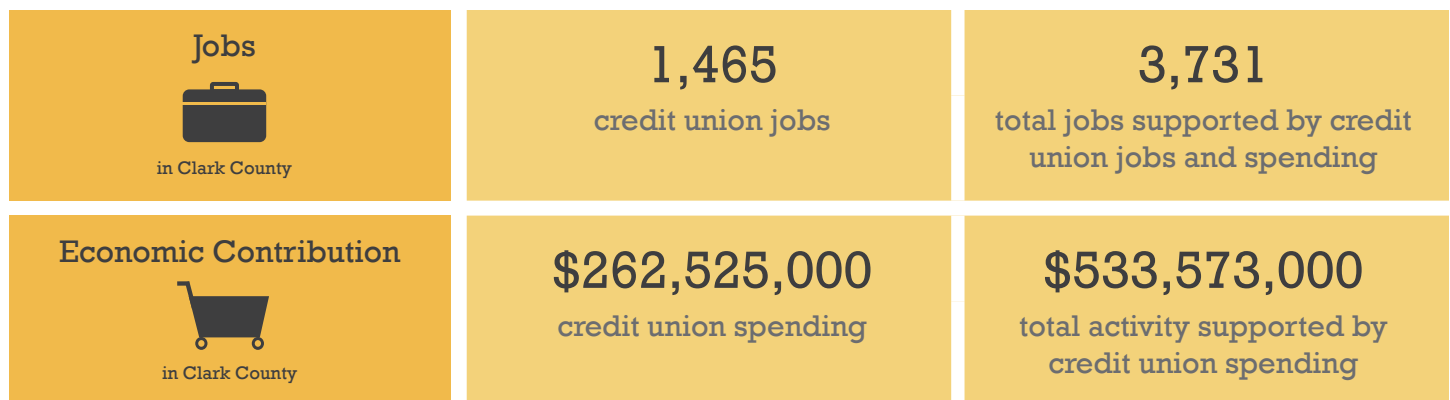 Jobs
in Clark County
1,465
credit union jobs
3,731
total jobs supported by credit
union jobs and spending
Economic Contribution
in Clark County
$262,525,000
credit union spending
$533,573,000
total activity supported by
credit union spending